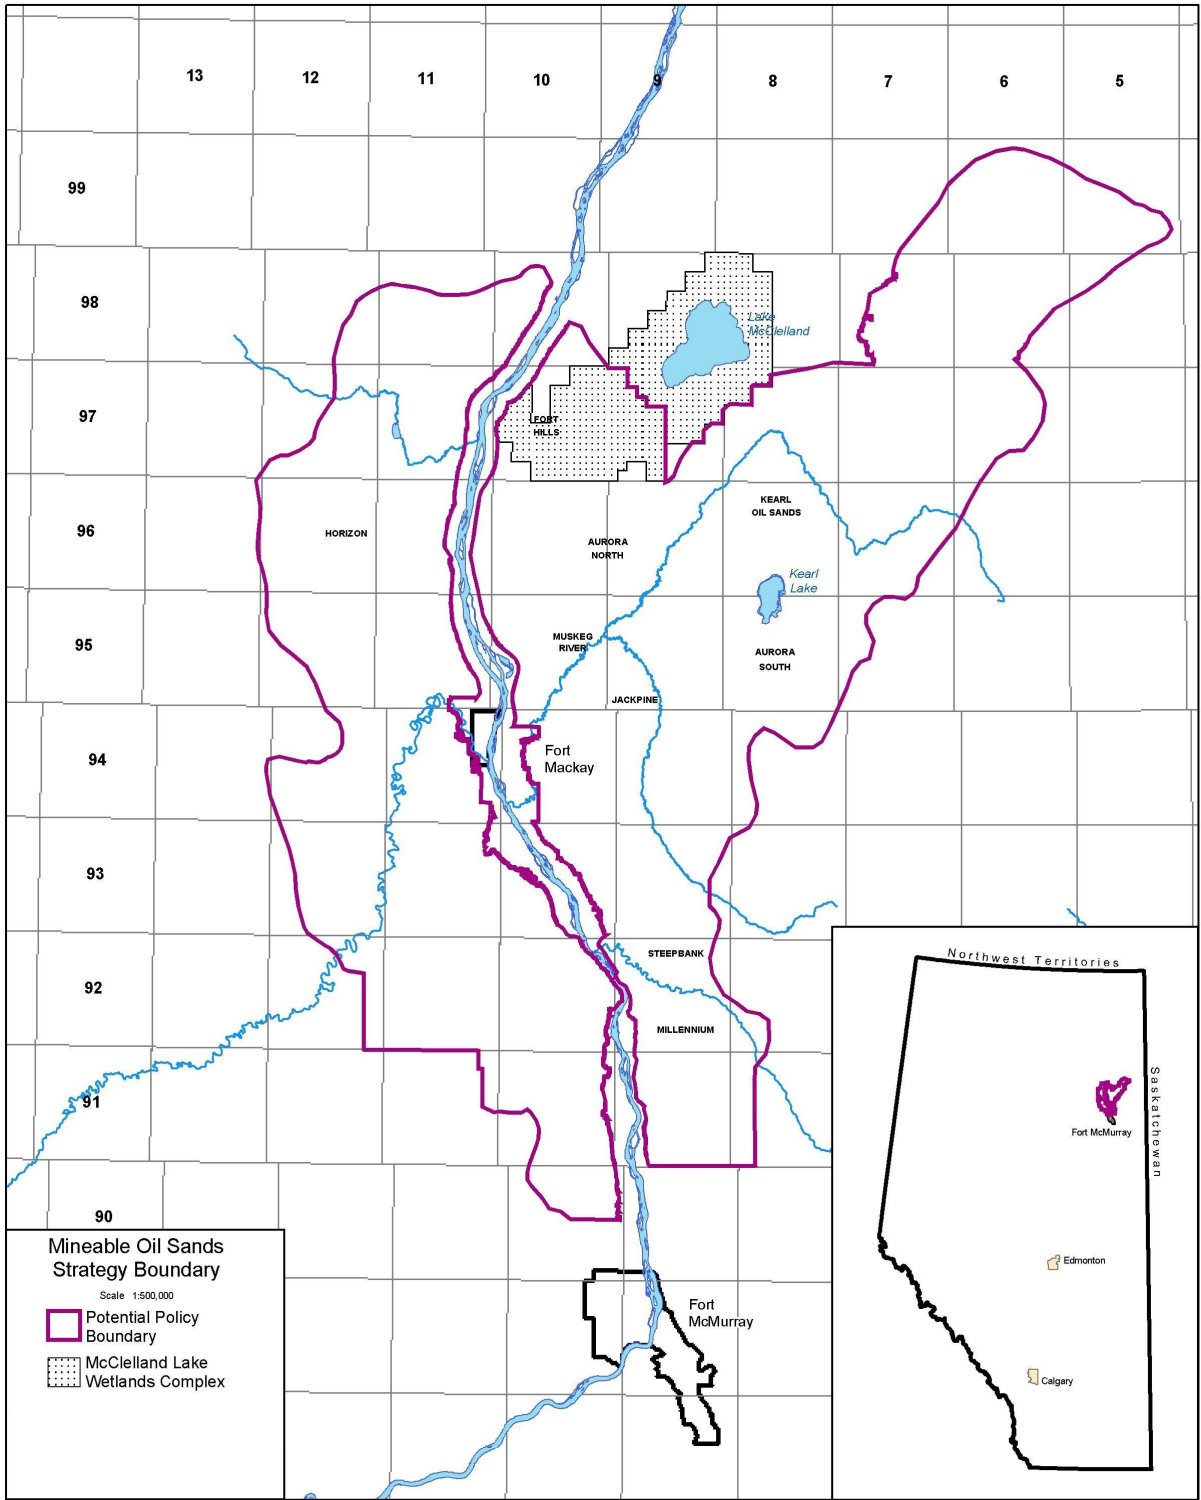 13
12
11
10
9
8
7
6
5
99
98
Lake
McClelland
97
FORT
HILLS
KEARL
OIL SANDS
96
HORIZON
AURORA
NORTH
Kearl
Lake
95
MUSKEG
RIVER
AURORA
SOUTH
JACKPINE
94
Fort
Mackay
93
STEEPBANK
92
MILLENNIUM
91
90
Mineable Oil Sands
Strategy Boundary
Scale 1:500,000
Potential Policy
Boundary
McClelland Lake
Wetlands Complex
Fort
McMurray
Northwest Territories
Saskatchewan
Fort McMurray
Edmonton
Calgary